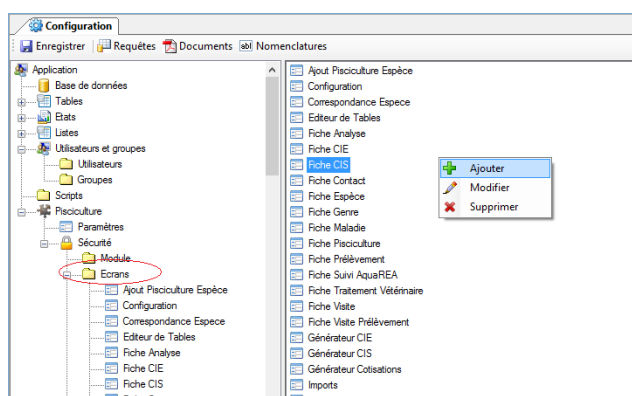 Configuration
Enregistrer Requêtes Documents abl Nomenclatures
Application
Base de données
Tables
Etats
Listes
Utilisateurs et groupes
Utilisateurs
Groupes
Scripts
Pisciculture
Paramètres
Sécurité
Module
Ecrans
Ajout Pisciculture Espèce
Configuration
Correspondance Espece
Editeur de Tables
Fiche Analyse
Fiche CIE
Fiche CIS
Ajout Pisciculture Espèce
Configuration
Correspondance Espece
Editeur de Tables
Fiche Analyse
Fiche CIE
Fiche CIS
Fiche Contact
Fiche Espèce
Fiche Genre
Fiche Maladie
Fiche Pisciculture
Fiche Prélèvement
Fiche Suivi AquaREA
Fiche Traitement Vétérinaire
Fiche Visite
Fiche Visite Prélèvement
Générateur CIE
Générateur CIS
Générateur Cotisations
Imports
Ajouter
Modifier
Supprimer